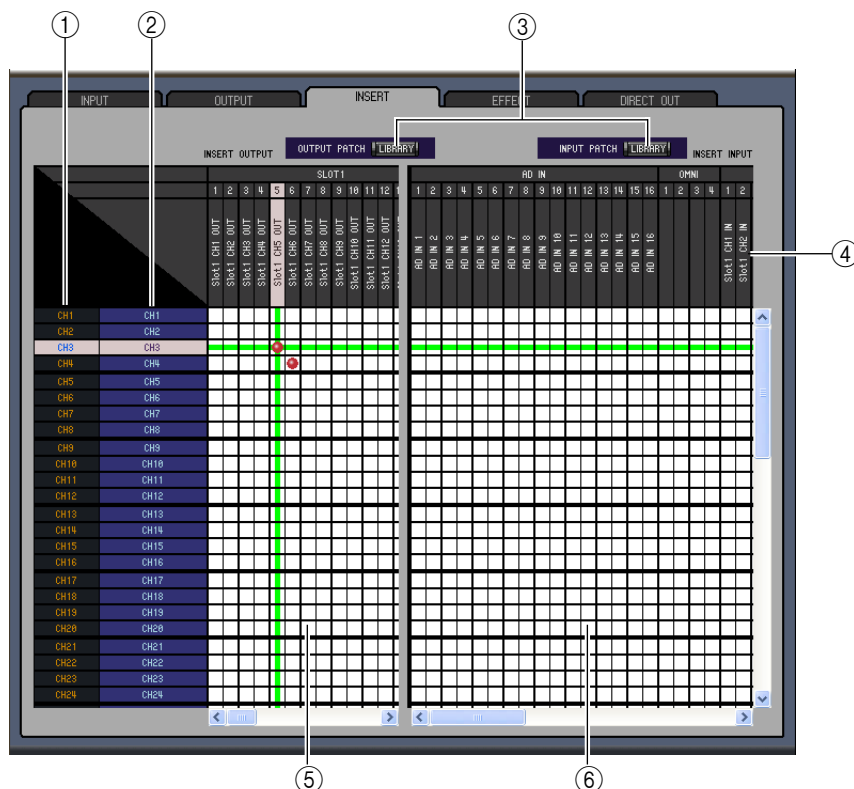 ① ② ③
INPUT OUTPUT INSERT EFFECT DIRECT OUT
INSERT OUTPUT OUTPUT PATCH LIBRARY INPUT PATCH LIBRARY INSERT INPUT
SLOT1 AD IN OMNI
1 2 3 4 5 6 7 8 9 10 11 12 1 2 3 4 5 6 7 8 9 10 11 12 13 14 15 16 1 2 3 4 1 2
Slot1 CH1 OUT
Slot1 CH2 OUT
Slot1 CH3 OUT
Slot1 CH4 OUT
Slot1 CH5 OUT
Slot1 CH6 OUT
Slot1 CH7 OUT
Slot1 CH8 OUT
Slot1 CH9 OUT
Slot1 CH10 OUT
Slot1 CH11 OUT
Slot1 CH12 OUT
AD IN 1
AD IN 2
AD IN 3
AD IN 4
AD IN 5
AD IN 6
AD IN 7
AD IN 8
AD IN 9
AD IN 10
AD IN 11
AD IN 12
AD IN 13
AD IN 14
AD IN 15
AD IN 16
Slot1 CH1 IN
Slot1 CH2 IN
④
CH1 CH1
CH2 CH2
CH3 CH3
CH4 CH4
CH5 CH5
CH6 CH6
CH7 CH7
CH8 CH8
CH9 CH9
CH10 CH10
CH11 CH11
CH12 CH12
CH13 CH13
CH14 CH14
CH15 CH15
CH16 CH16
CH17 CH17
CH18 CH18
CH19 CH19
CH20 CH20
CH21 CH21
CH22 CH22
CH23 CH23
CH24 CH24
⑤ ⑥